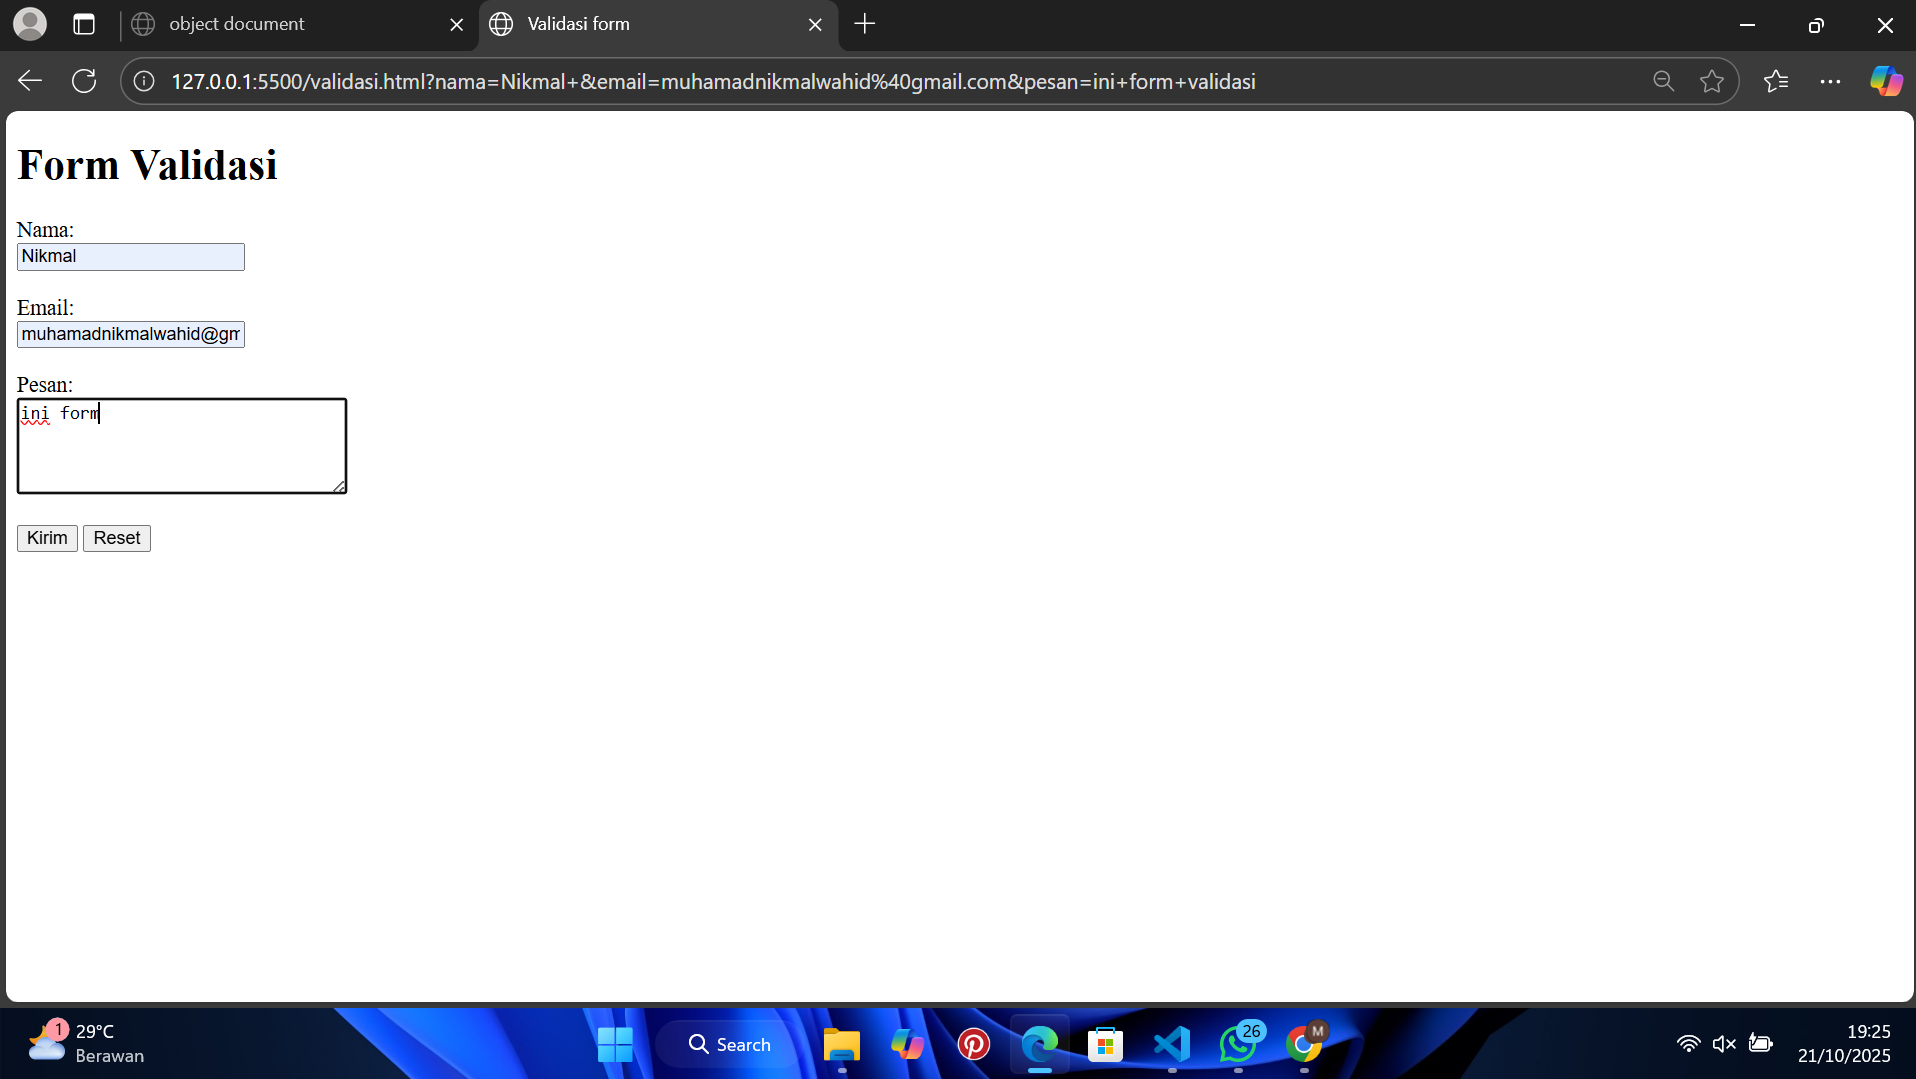 object document
Validasi form
127.0.0.1:5500/validasi.html?nama=Nikmal+&email=muhamadnikmalwahid%40gmail.com&pesan=ini+form+validasi
Form Validasi
Nama:
Nikmal
Email:
muhamadnikmalwahid@gm
Pesan:
ini form
Kirim Reset
1
29°C
Berawan
Search
26
M
19:25
21/10/2025